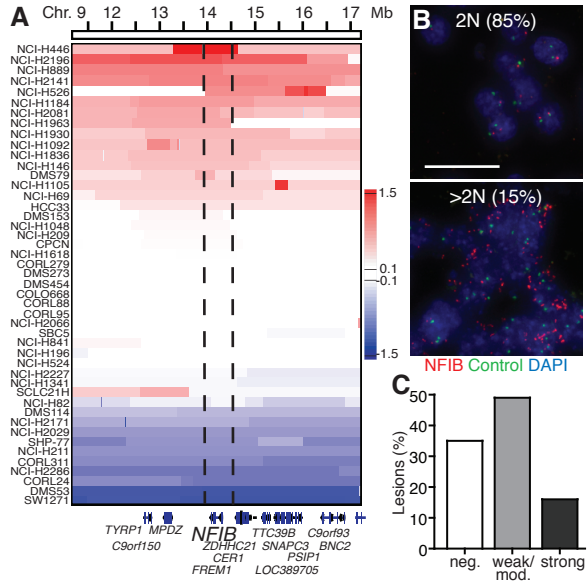 A
Chr. 9 12 13 14 15 16 17 Mb
NCI-H446
NCI-H2196
NCI-H889
NCI-H2141
NCI-H526
NCI-H1184
NCI-H2081
NCI-H1963
NCI-H1930
NCI-H1092
NCI-H1836
NCI-H146
DMS79
NCI-H1105
NCI-H69
HCC33
DMS153
NCI-H1048
NCI-H209
CPCN
NCI-H1618
CORL279
DMS273
DMS454
COLO668
CORL88
CORL95
NCI-H2066
SBC5
NCI-H841
NCI-H196
NCI-H524
NCI-H2227
NCI-H1341
SCLC21H
NCI-H82
DMS114
NCI-H2171
NCI-H2029
SHP-77
NCI-H211
CORL311
NCI-H2286
CORL24
DMS53
SW1271
1.5
0.1
-0.1
-1.5
TYRP1 MPDZ NFIB TTC39B C9orf93
C9orf150 ZDHHC21 SNAPC3 BNC2
CER1 PSIP1
FREM1 LOC389705
B
2N (85%)
>2N (15%)
NFIB Control DAPI
C
Lesions (%)
50
40
30
20
10
0
neg. weak/ strong
mod.